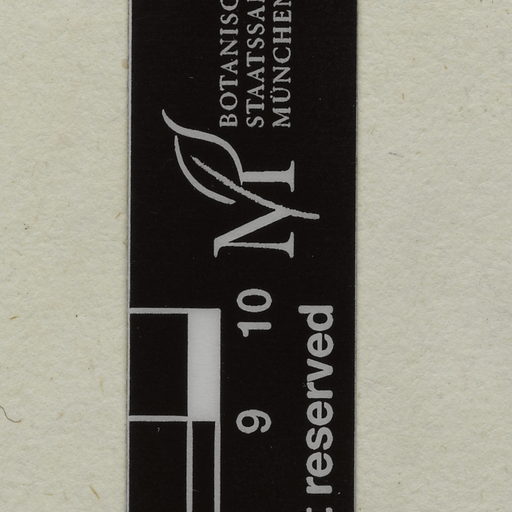 BOTANISC
STAATSSA
MÜNCHEN
M
9 10
t reserved